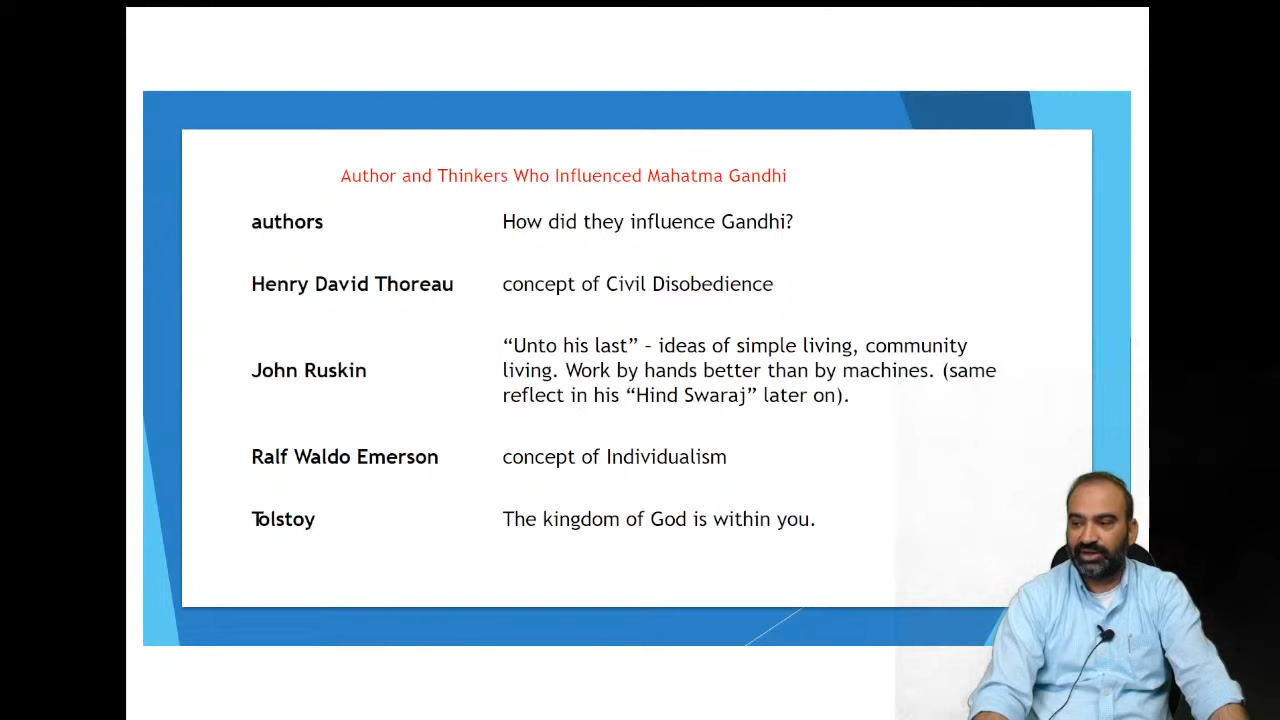 Author and Thinkers Who Influenced Mahatma Gandhi
authors How did they influence Gandhi?
Henry David Thoreau concept of Civil Disobedience
John Ruskin “Unto his last” – ideas of simple living, community
living. Work by hands better than by machines. (same
reflect in his “Hind Swaraj” later on).
Ralf Waldo Emerson concept of Individualism
Tolstoy The kingdom of God is within you.